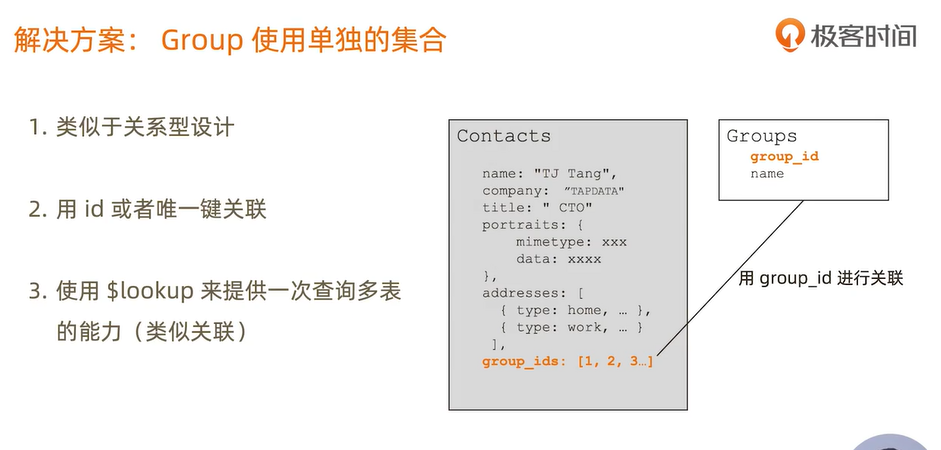 解决方案： Group 使用单独的集合
极客时间
1. 类似于关系型设计
2. 用 id 或者唯一键关联
3. 使用 $lookup 来提供一次查询多表
的能力（类似关联）
Contacts
name: "TJ Tang",
company: ”TAPDATA"
title: " CTO"
portraits: {
mimetype: xxx
data: xxxx
},
addresses: [
{ type: home, … },
{ type: work, … }
],
group_ids: [1, 2, 3…]
Groups
group_id
name
用 group_id 进行关联